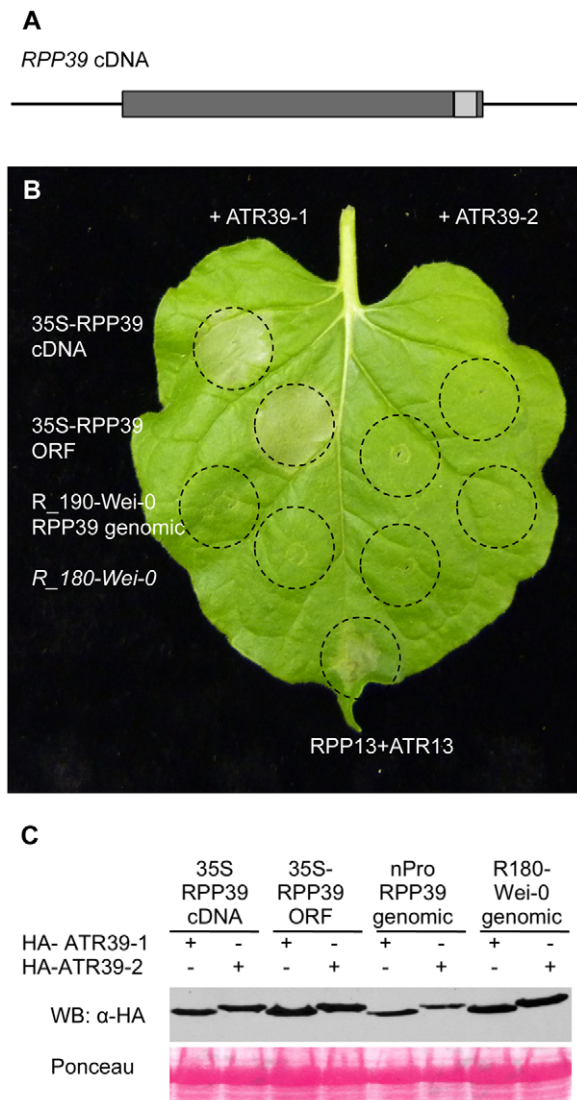 A
RPP39 cDNA
B
+ ATR39-1
+ ATR39-2
35S-RPP39
cDNA
35S-RPP39
ORF
R_190-Wei-0
RPP39 genomic
R_180-Wei-0
RPP13+ATR13
C
35S RPP39 cDNA
35S-RPP39 ORF
nPro RPP39 genomic
R180-Wei-0 genomic
HA- ATR39-1 + - + - + - + -
HA-ATR39-2 - + - + - + - +
WB: α-HA
Ponceau